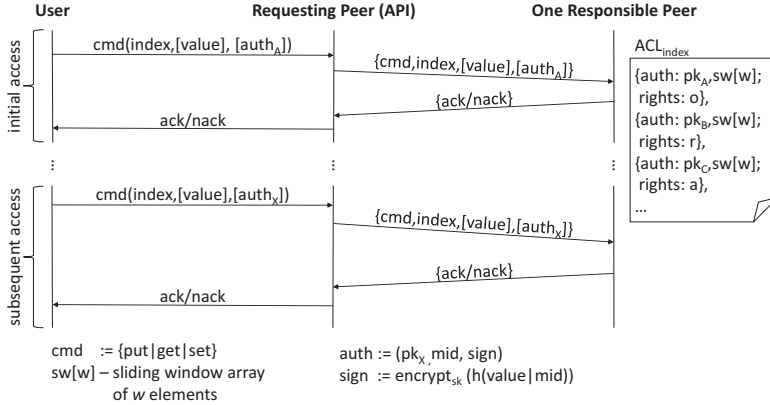 User
Requesting Peer (API)
One Responsible Peer
initial access
cmd(index,[value], [auth_A])
{cmd,index,[value],[auth_A]}
{ack/nack}
ack/nack
ACL_index
{auth: pk_A,sw[w];
rights: o},
{auth: pk_B,sw[w];
rights: r},
{auth: pk_C,sw[w];
rights: a},
...
...
...
...
subsequent access
cmd(index,[value],[auth_X])
{cmd,index,[value],[auth_X]}
{ack/nack}
ack/nack
cmd := {put|get|set}
sw[w] – sliding window array
of w elements
auth := (pk_X,mid, sign)
sign := encrypt_sk (h(value|mid))